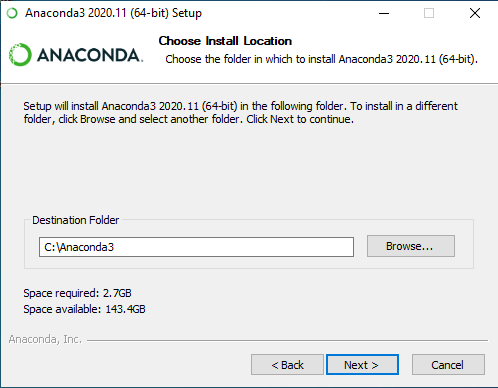 Anaconda3 2020.11 (64-bit) Setup
ANACONDA.
Choose Install Location
Choose the folder in which to install Anaconda3 2020.11 (64-bit).
Setup will install Anaconda3 2020.11 (64-bit) in the following folder. To install in a different
folder, click Browse and select another folder. Click Next to continue.
Destination Folder
C:\Anaconda3
Browse...
Space required: 2.7GB
Space available: 143.4GB
Anaconda, Inc.
< Back
Next >
Cancel